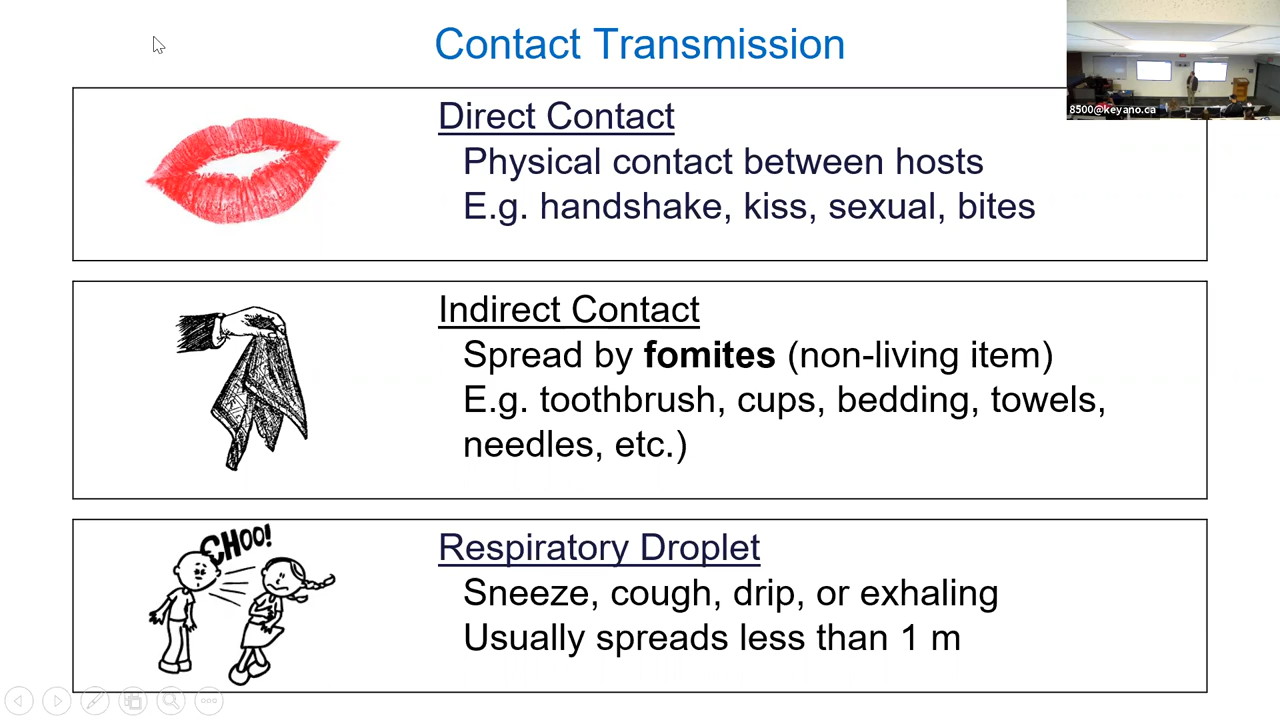 Contact Transmission
8500@keyano.ca
Direct Contact
Physical contact between hosts
E.g. handshake, kiss, sexual, bites
Indirect Contact
Spread by fomites (non-living item)
E.g. toothbrush, cups, bedding, towels,
needles, etc.)
CHOO!
Respiratory Droplet
Sneeze, cough, drip, or exhaling
Usually spreads less than 1 m